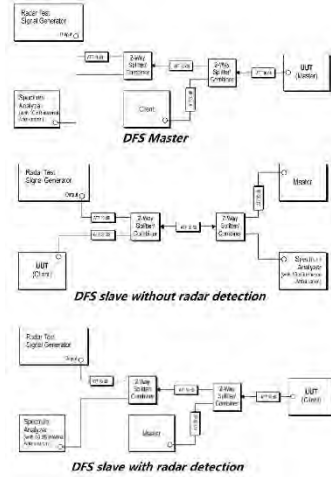 Radar Test
Signal Generator
Output
2-Way
Splitter/
Combiner
2-Way
Splitter/
Combiner
UUT
(Master)
Spectrum
Analyzer
Client
DFS Master
Radar Test
Signal Generator
Output
Master
2-Way
Splitter/
Combiner
2-Way
Splitter/
Combiner
UUT
(Client)
Spectrum
Analyzer
DFS slave without radar detection
Radar Test
Signal Generator
Output
2-Way
Splitter/
Combiner
2-Way
Splitter/
Combiner
UUT
(Client)
Spectrum
Analyzer
Master
DFS slave with radar detection